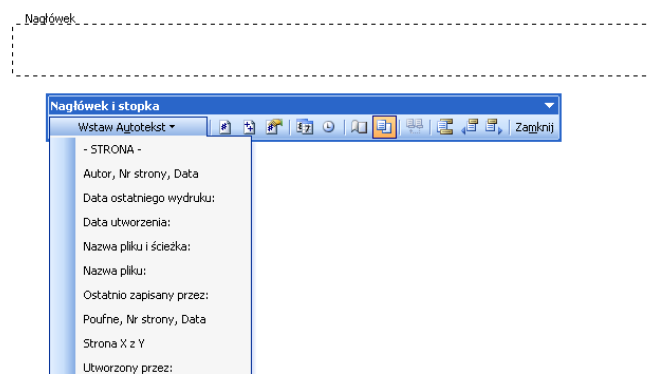 Nagłówek
Nagłówek i stopka
Wstaw Autotekst
Zamknij
- STRONA -
Autor, Nr strony, Data
Data ostatniego wydruku:
Data utworzenia:
Nazwa pliku i ścieżka:
Nazwa pliku:
Ostatnio zapisany przez:
Poufne, Nr strony, Data
Strona X z Y
Utworzony przez: